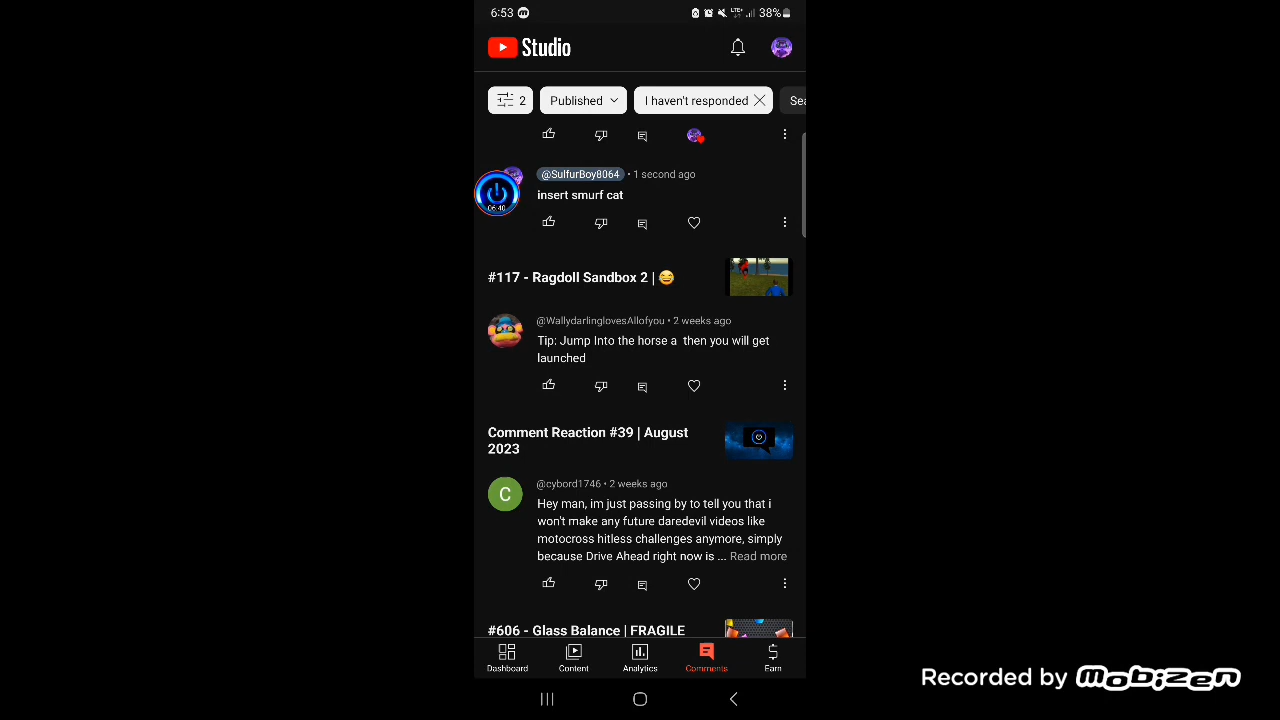 6:53
LTE+
38%
Studio
2
Published
I haven't responded
Sea
@SulfurBoy8064 • 1 second ago
06:40
insert smurf cat
#117 - Ragdoll Sandbox 2 | 😂
@WallydarlinglovesAllofyou • 2 weeks ago
Tip: Jump Into the horse a then you will get
launched
Comment Reaction #39 | August
2023
C
@cybord1746 • 2 weeks ago
Hey man, im just passing by to tell you that i
won't make any future daredevil videos like
motocross hitless challenges anymore, simply
because Drive Ahead right now is ... Read more
#606 - Glass Balance | FRAGILE
Dashboard
Content
Analytics
Comments
Earn
Recorded by Mobizen